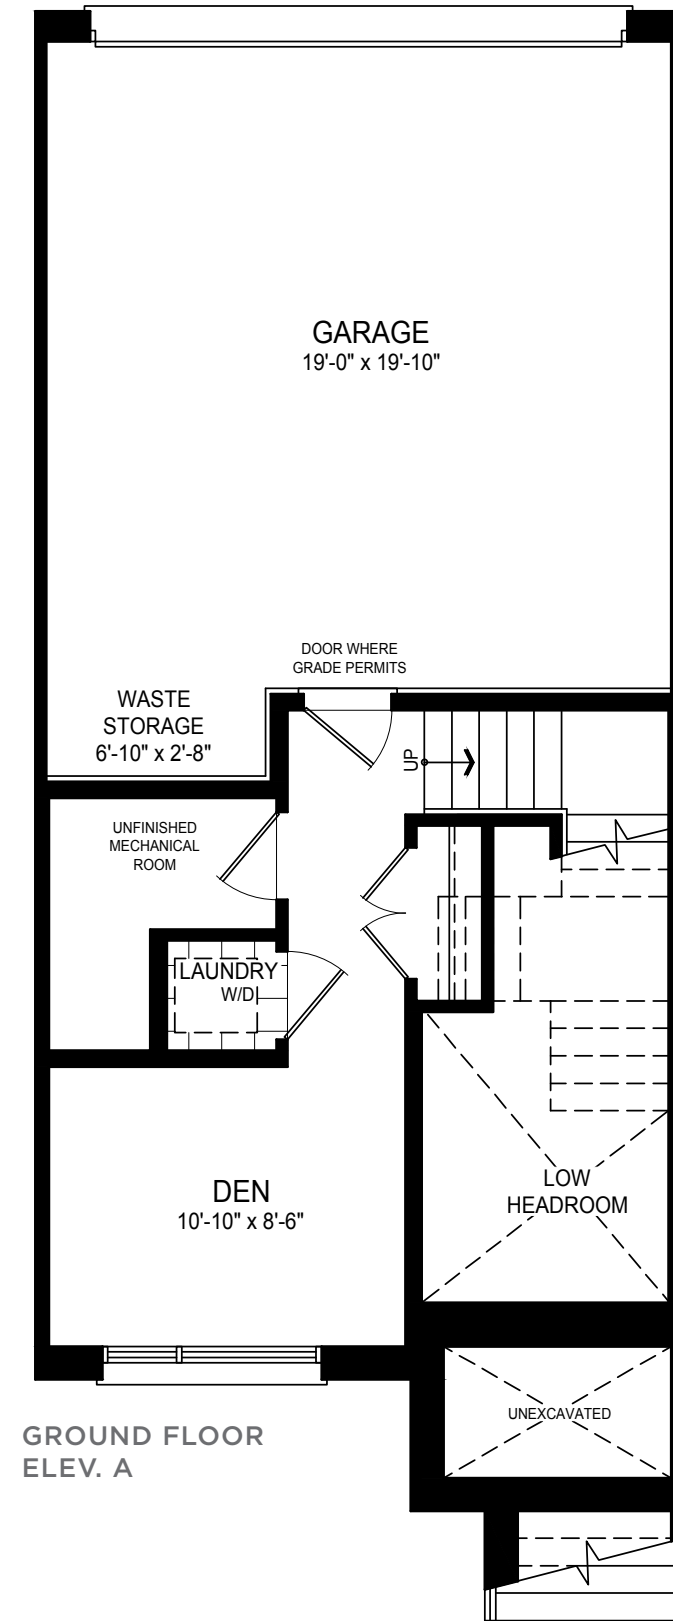 GARAGE
19'-0" x 19'-10"
DOOR WHERE
GRADE PERMITS
WASTE
STORAGE
6'-10" x 2'-8"
UP
UNFINISHED
MECHANICAL
ROOM
LAUNDRY
W/D
DEN
10'-10" x 8'-6"
LOW
HEADROOM
UNEXCAVATED
GROUND FLOOR
ELEV. A